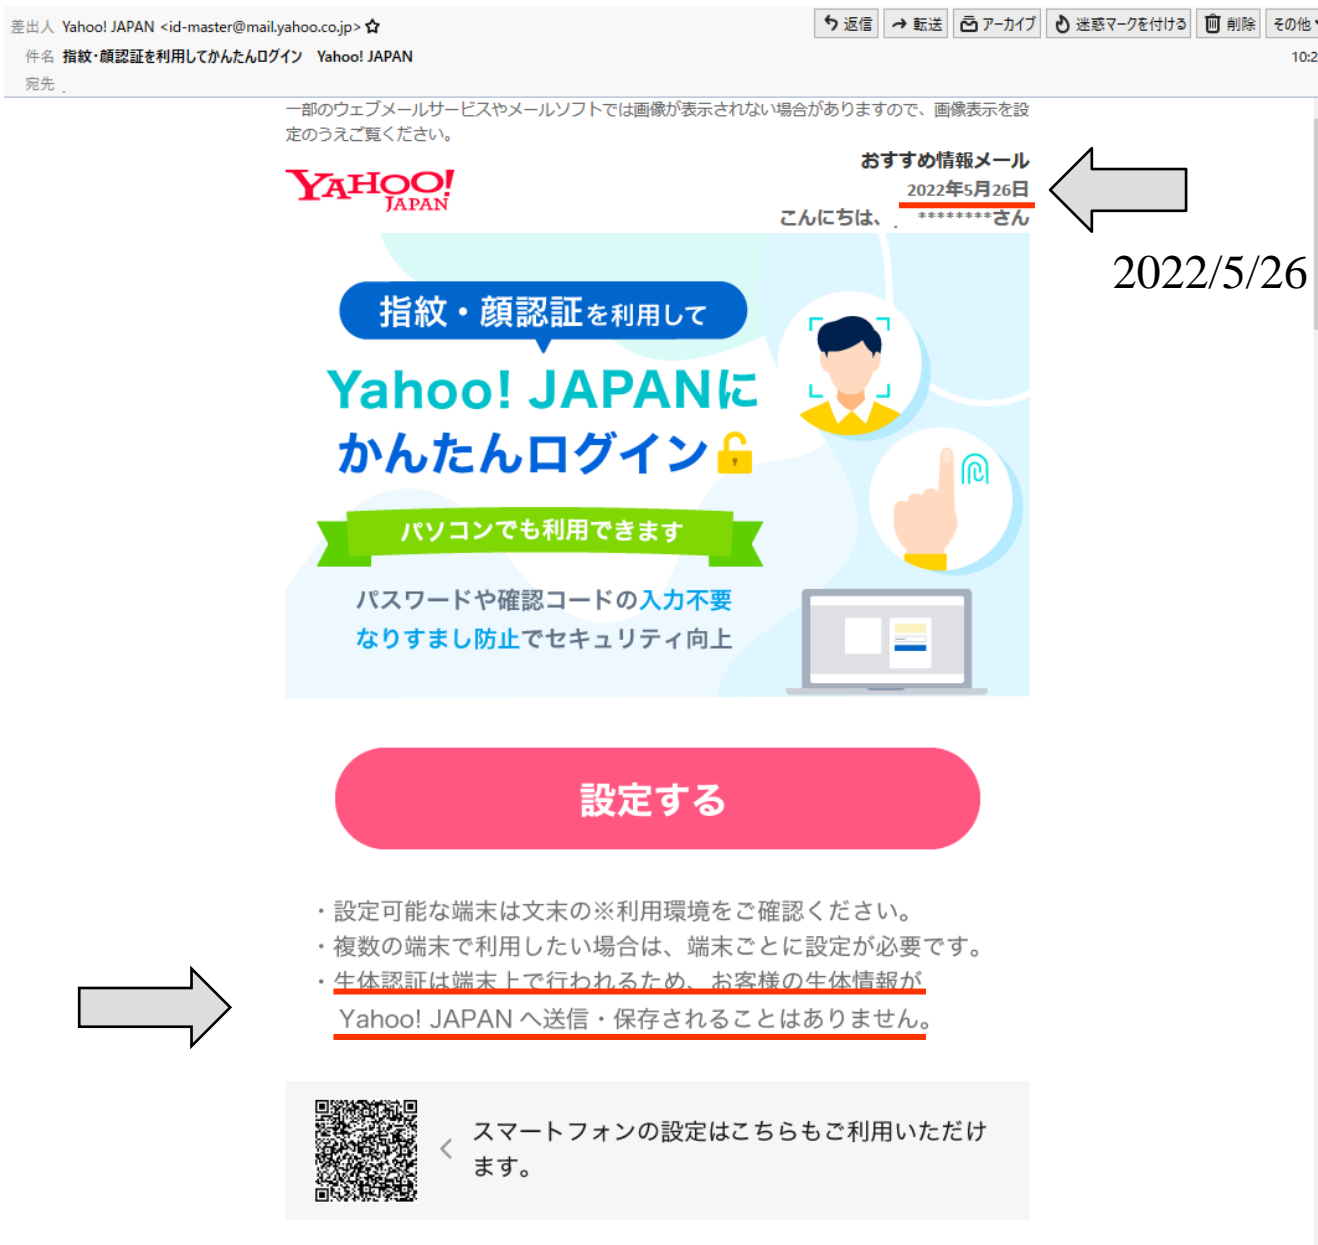 差出人 Yahoo! JAPAN <id-master@mail.yahoo.co.jp>
返信 転送 アーカイブ 迷惑マークを付ける 削除 その他
件名 指紋・顔認証を利用してかんたんログイン Yahoo! JAPAN
10:2
宛先
一部のウェブメールサービスやメールソフトでは画像が表示されない場合がありますので、画像表示を設
定のうえご覧ください。
YAHOO!
JAPAN
おすすめ情報メール
2022年5月26日
こんにちは、 ********さん
2022/5/26
指紋・顔認証を利用して
Yahoo! JAPANに
かんたんログイン
パソコンでも利用できます
パスワードや確認コードの入力不要
なりすまし防止でセキュリティ向上
設定する
・設定可能な端末は文末の※利用環境をご確認ください。
・複数の端末で利用したい場合は、端末ごとに設定が必要です。
・生体認証は端末上で行われるため、お客様の生体情報が
Yahoo! JAPAN へ送信・保存されることはありません。
スマートフォンの設定はこちらもご利用いただけ
ます。